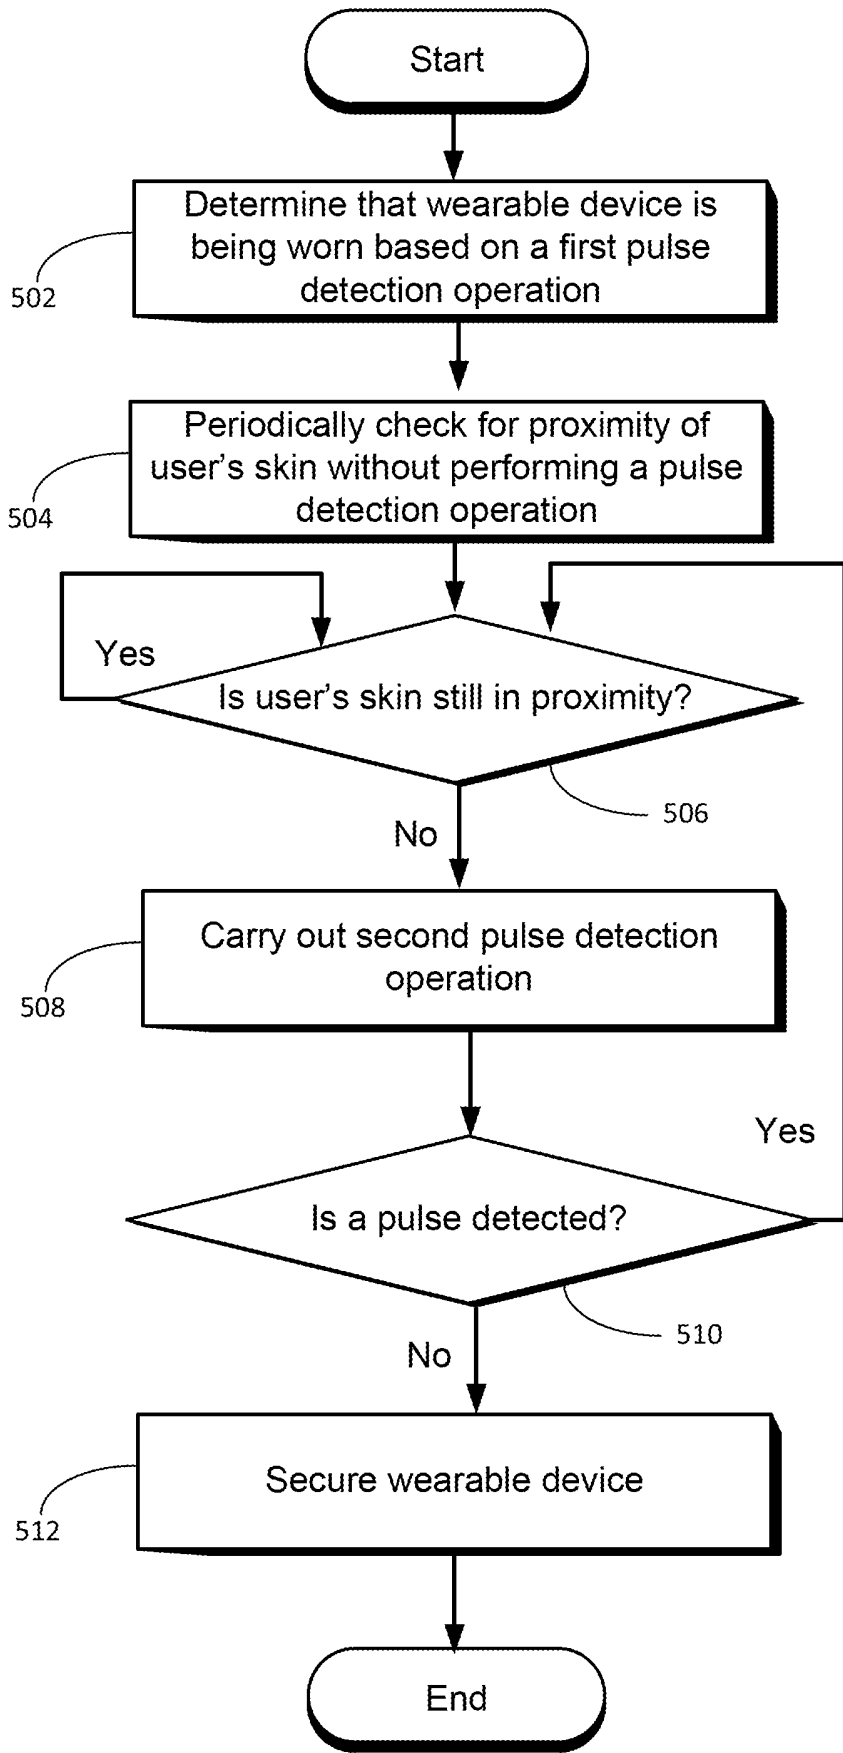 Start
Determine that wearable device is
being worn based on a first pulse
detection operation
502
Periodically check for proximity of
user's skin without performing a pulse
detection operation
504
Yes
Is user's skin still in proximity?
506
No
Carry out second pulse detection
operation
508
Yes
Is a pulse detected?
510
No
Secure wearable device
512
End